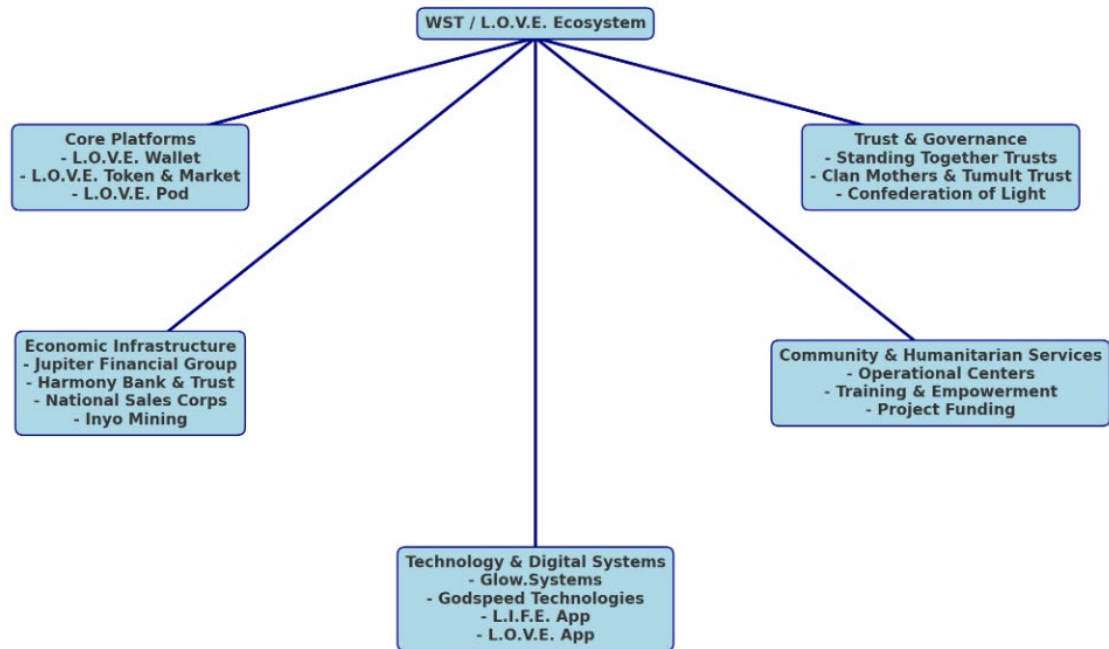 WST / L.O.V.E. Ecosystem
Core Platforms
- L.O.V.E. Wallet
- L.O.V.E. Token & Market
- L.O.V.E. Pod
Trust & Governance
- Standing Together Trusts
- Clan Mothers & Tumult Trust
- Confederation of Light
Economic Infrastructure
- Jupiter Financial Group
- Harmony Bank & Trust
- National Sales Corps
- Inyo Mining
Community & Humanitarian Services
- Operational Centers
- Training & Empowerment
- Project Funding
Technology & Digital Systems
- Glow.Systems
- Godspeed Technologies
- L.I.F.E. App
- L.O.V.E. App